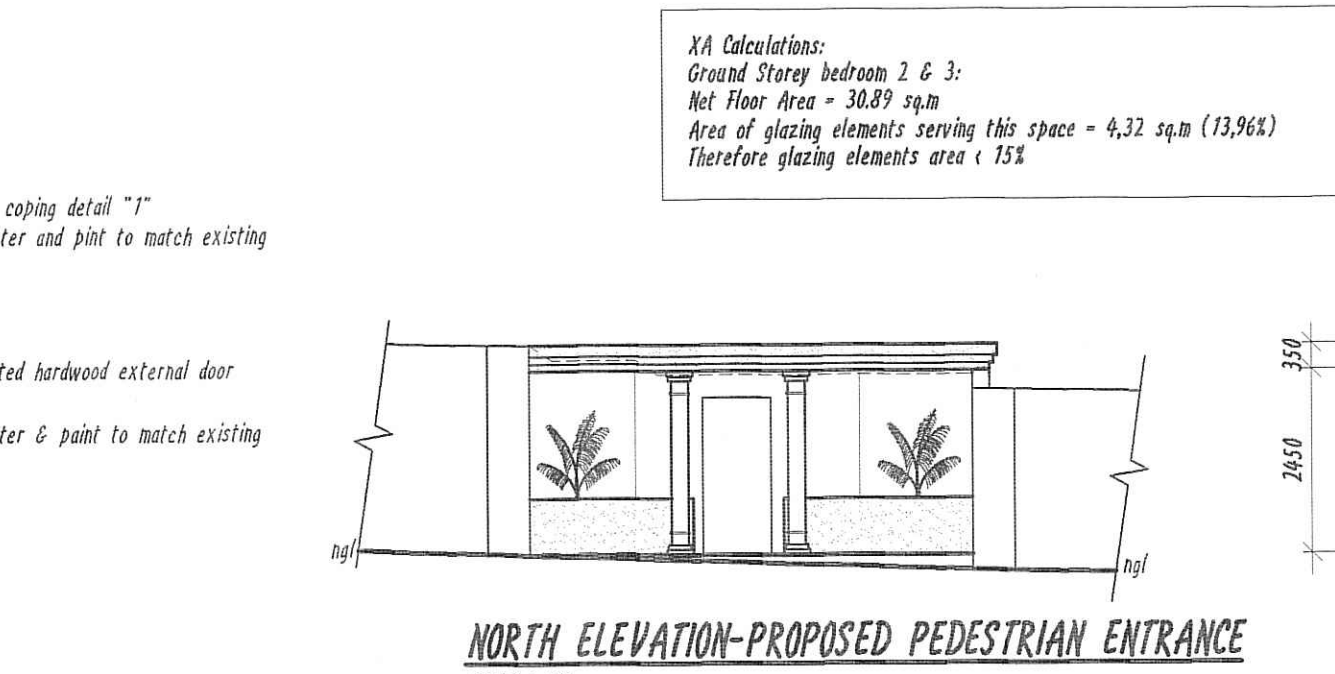 XA Calculations:
Ground Storey bedroom 2 & 3:
Net Floor Area = 30.89 sq.m
Area of glazing elements serving this space = 4,32 sq.m (13,96%)
Therefore glazing elements area < 15%
coping detail "1"
ter and pint to match existing
ted hardwood external door
ter & paint to match existing
350
2450
ngl
ngl
NORTH ELEVATION-PROPOSED PEDESTRIAN ENTRANCE